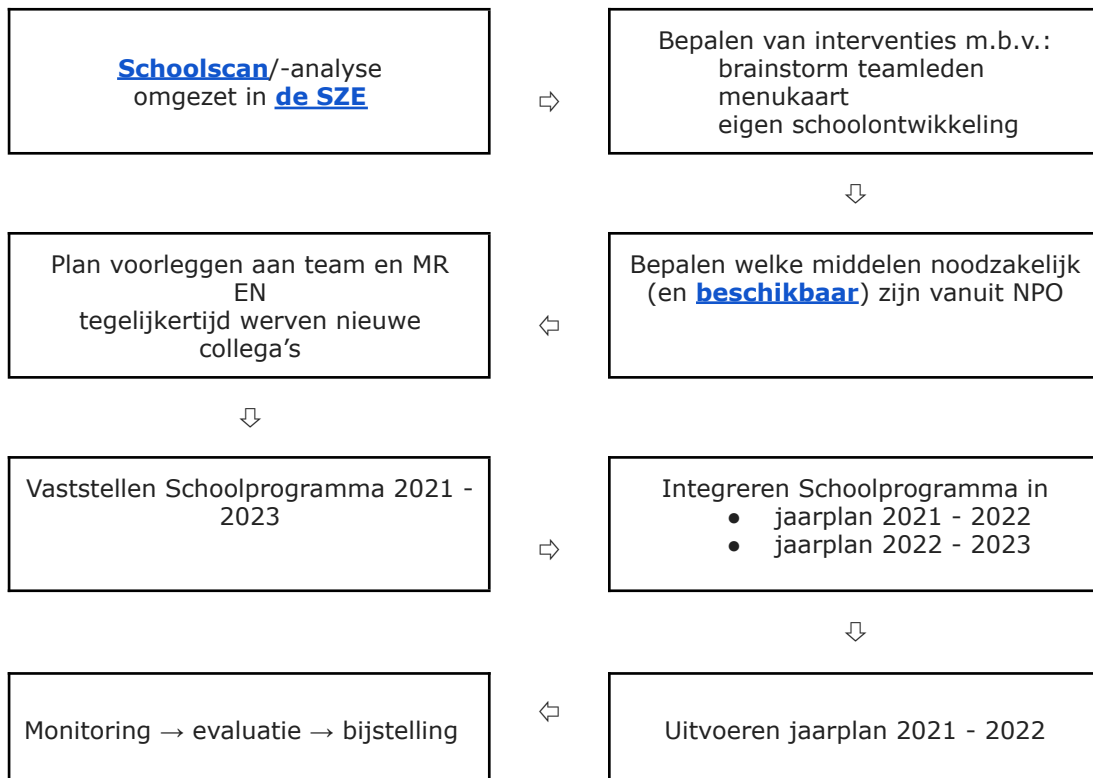 Schoolscan/-analyse
omgezet in de SZE
⇨
Bepalen van interventies m.b.v.:
brainstorm teamleden
menukaart
eigen schoolontwikkeling
⇩
Bepalen welke middelen noodzakelijk
(en beschikbaar) zijn vanuit NPO
⇦
Plan voorleggen aan team en MR
EN
tegelijkertijd werven nieuwe
collega’s
⇩
Vaststellen Schoolprogramma 2021 -
2023
⇨
Integreren Schoolprogramma in
● jaarplan 2021 - 2022
● jaarplan 2022 - 2023
⇩
Uitvoeren jaarplan 2021 - 2022
⇦
Monitoring → evaluatie → bijstelling